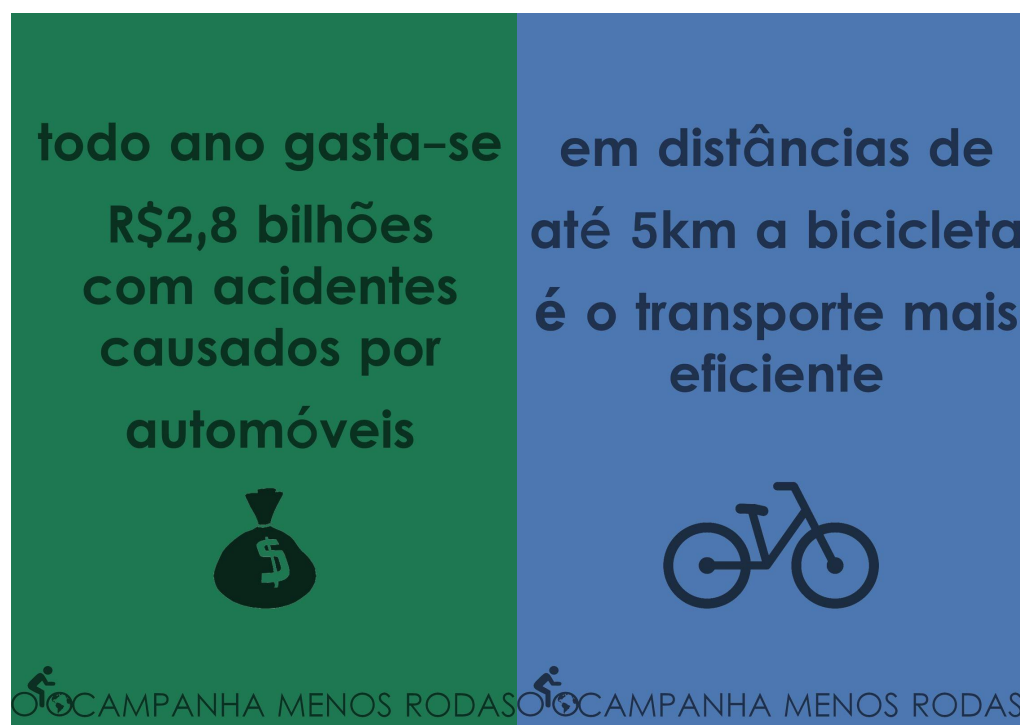 todo ano gasta-se
R$2,8 bilhões
com acidentes
causados por
automóveis
$
CAMPANHA MENOS RODAS
em distâncias de
até 5km a bicicleta
é o transporte mais
eficiente
CAMPANHA MENOS RODAS